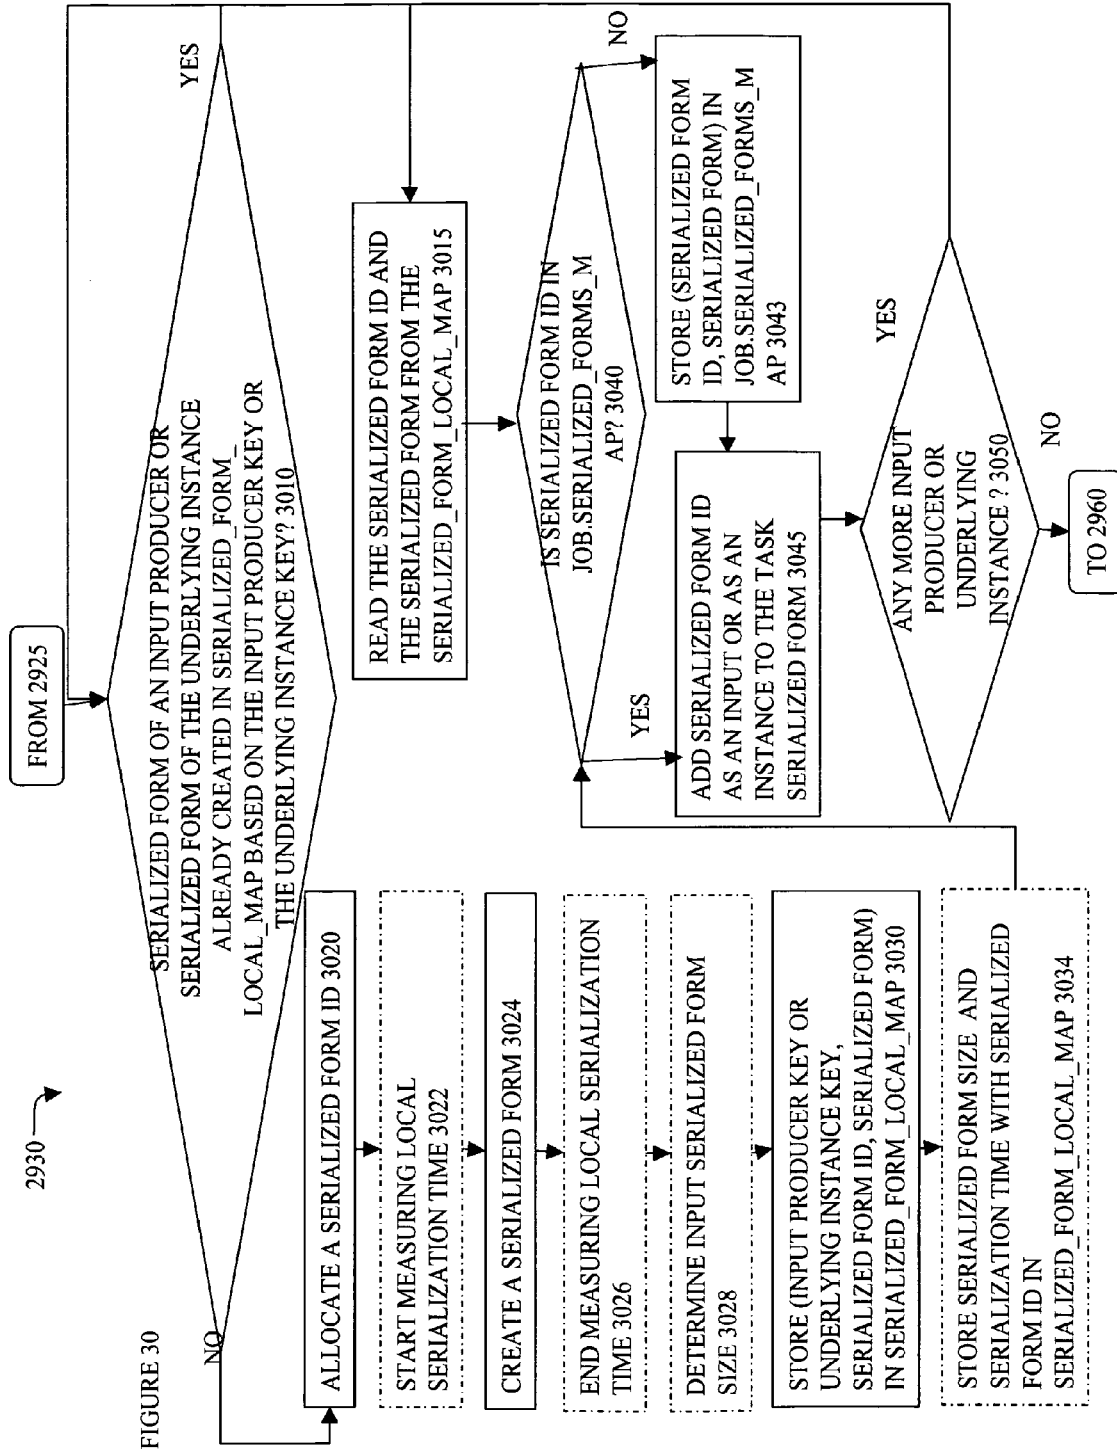 FIGURE 30
2930
FROM 2925
SERIALIZED FORM OF AN INPUT PRODUCER OR
SERIALIZED FORM OF THE UNDERLYING INSTANCE
ALREADY CREATED IN SERIALIZED_FORM_
LOCAL_MAP BASED ON THE INPUT PRODUCER KEY OR
THE UNDERLYING INSTANCE KEY? 3010
NO
YES
ALLOCATE A SERIALIZED FORM ID 3020
START MEASURING LOCAL
SERIALIZATION TIME 3022
CREATE A SERIALIZED FORM 3024
END MEASURING LOCAL SERIALIZATION
TIME 3026
DETERMINE INPUT SERIALIZED FORM
SIZE 3028
STORE (INPUT PRODUCER KEY OR
UNDERLYING INSTANCE KEY,
SERIALIZED FORM ID, SERIALIZED FORM)
IN SERIALIZED_FORM_LOCAL_MAP 3030
STORE SERIALIZED FORM SIZE AND
SERIALIZATION TIME WITH SERIALIZED
FORM ID IN
SERIALIZED_FORM_LOCAL_MAP 3034
READ THE SERIALIZED FORM ID AND
THE SERIALIZED FORM FROM THE
SERIALIZED_FORM_LOCAL_MAP 3015
IS SERIALIZED FORM ID IN
JOB.SERIALIZED_FORMS_M
AP? 3040
YES
NO
STORE (SERIALIZED FORM
ID, SERIALIZED FORM) IN
JOB.SERIALIZED_FORMS_M
AP 3043
ADD SERIALIZED FORM ID
AS AN INPUT OR AS AN
INSTANCE TO THE TASK
SERIALIZED FORM 3045
ANY MORE INPUT
PRODUCER OR
UNDERLYING
INSTANCE ? 3050
YES
NO
TO 2960